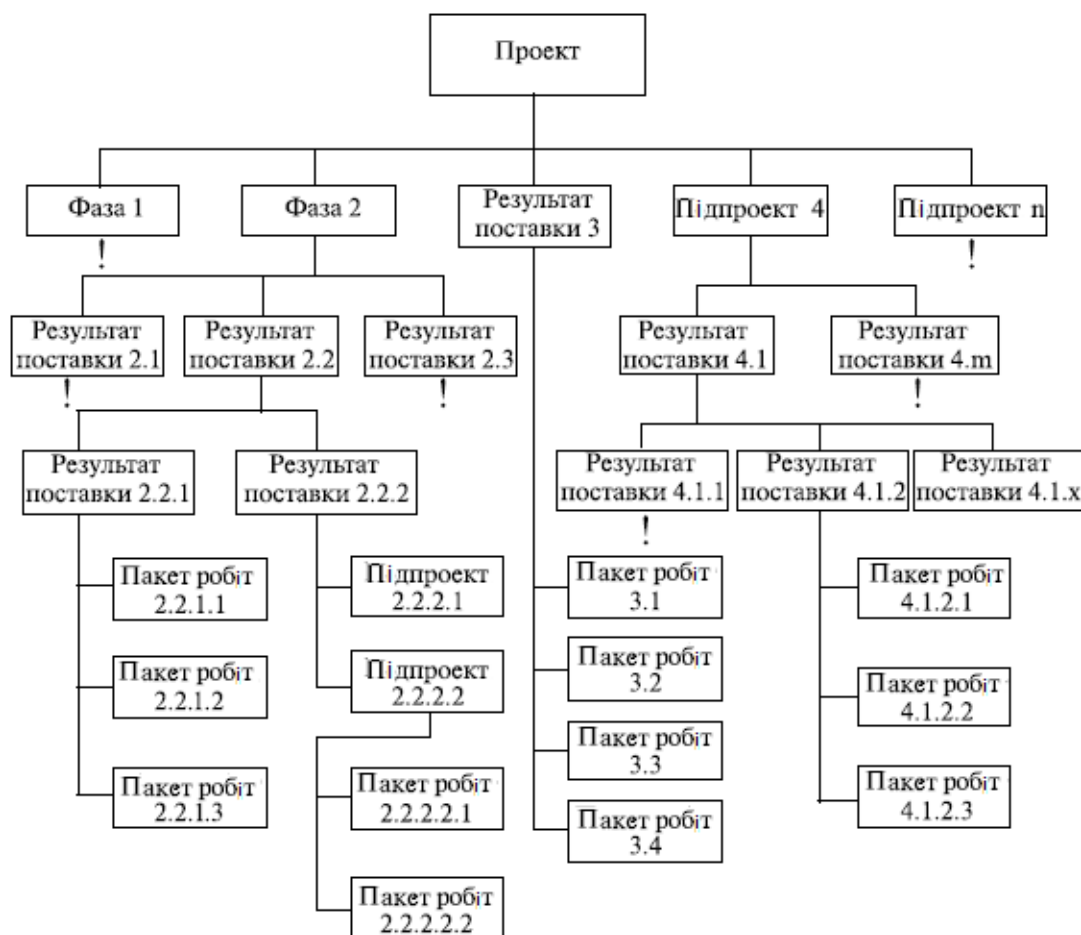 Проект
Фаза 1
Фаза 2
Результат
поставки 3
Підпроект 4
Підпроект n
!
!
Результат
поставки 2.1
Результат
поставки 2.2
Результат
поставки 2.3
Результат
поставки 4.1
Результат
поставки 4.m
!
!
!
Результат
поставки 2.2.1
Результат
поставки 2.2.2
Результат
поставки 4.1.1
Результат
поставки 4.1.2
Результат
поставки 4.1.x
!
Пакет робіт
2.2.1.1
Підпроект
2.2.2.1
Пакет робіт
3.1
Пакет робіт
4.1.2.1
Пакет робіт
2.2.1.2
Підпроект
2.2.2.2
Пакет робіт
3.2
Пакет робіт
4.1.2.2
Пакет робіт
2.2.1.3
Пакет робіт
2.2.2.2.1
Пакет робіт
3.3
Пакет робіт
4.1.2.3
Пакет робіт
3.4
Пакет робіт
2.2.2.2.2